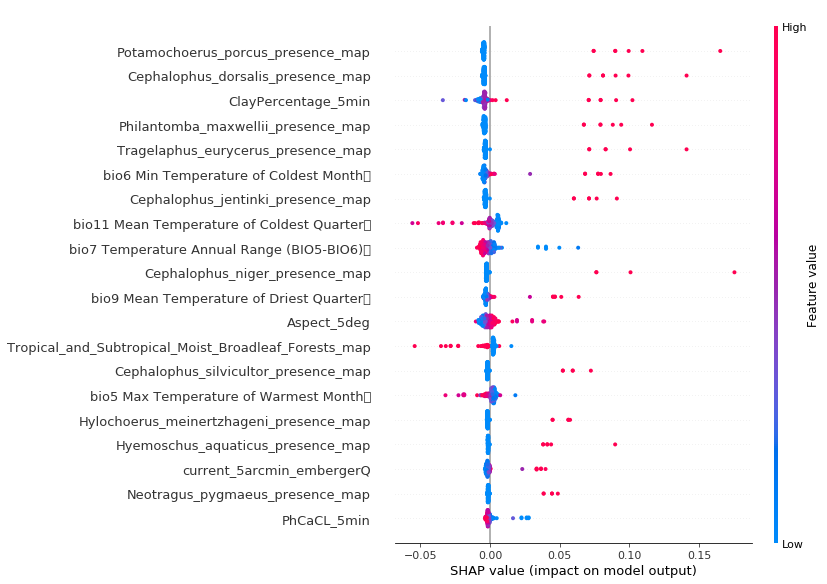 High
Potamochoerus_porcus_presence_map
Cephalophus_dorsalis_presence_map
ClayPercentage_5min
Philantomba_maxwellii_presence_map
Tragelaphus_eurycerus_presence_map
bio6 Min Temperature of Coldest Month
Cephalophus_jentinki_presence_map
bio11 Mean Temperature of Coldest Quarter
bio7 Temperature Annual Range (BIO5-BIO6)
Cephalophus_niger_presence_map
bio9 Mean Temperature of Driest Quarter
Aspect_5deg
Tropical_and_Subtropical_Moist_Broadleaf_Forests_map
Cephalophus_silvicultor_presence_map
bio5 Max Temperature of Warmest Month
Hylochoerus_meinertzhageni_presence_map
Hyemoschus_aquaticus_presence_map
current_5arcmin_embergerQ
Neotragus_pygmaeus_presence_map
PhCaCL_5min
Feature value
Low
−0.05 0.00 0.05 0.10 0.15
SHAP value (impact on model output)